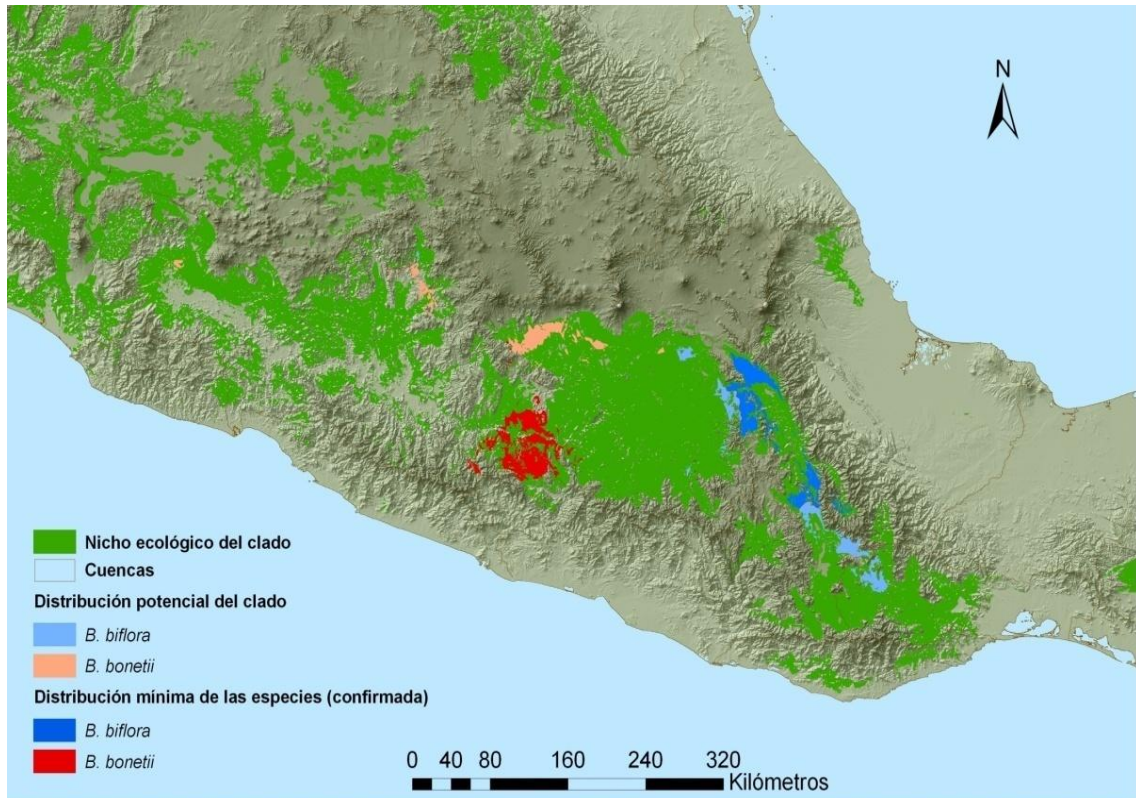 N
Nicho ecológico del clado
Cuencas
Distribución potencial del clado
B. biflora
B. bonetii
Distribución mínima de las especies (confirmada)
B. biflora
B. bonetii
0 40 80 160 240 320
Kilómetros